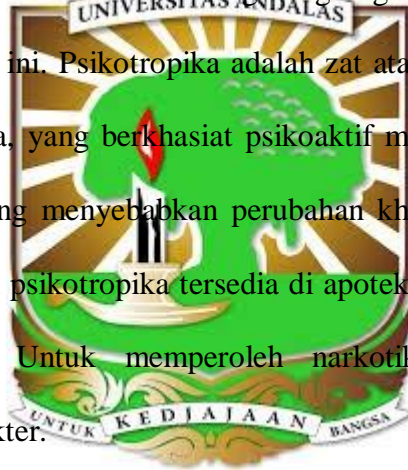 UNIVERSITAS ANDALAS
ini. Psikotropika adalah zat ata
a, yang berkhasiat psikoaktif m
ng menyebabkan perubahan kh
psikotropika tersedia di apotek
Untuk memperoleh narkotik
kter.
UNTUK KEDJAJAAN BANGSA